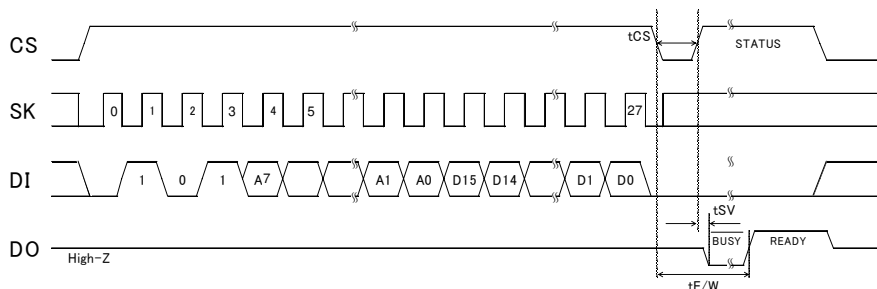 CS tCS STATUS
SK 0 1 2 3 4 5 27
DI 1 0 1 A7 A1 A0 D15 D14 D1 D0
tSV
DO High-Z BUSY READY
tE/W